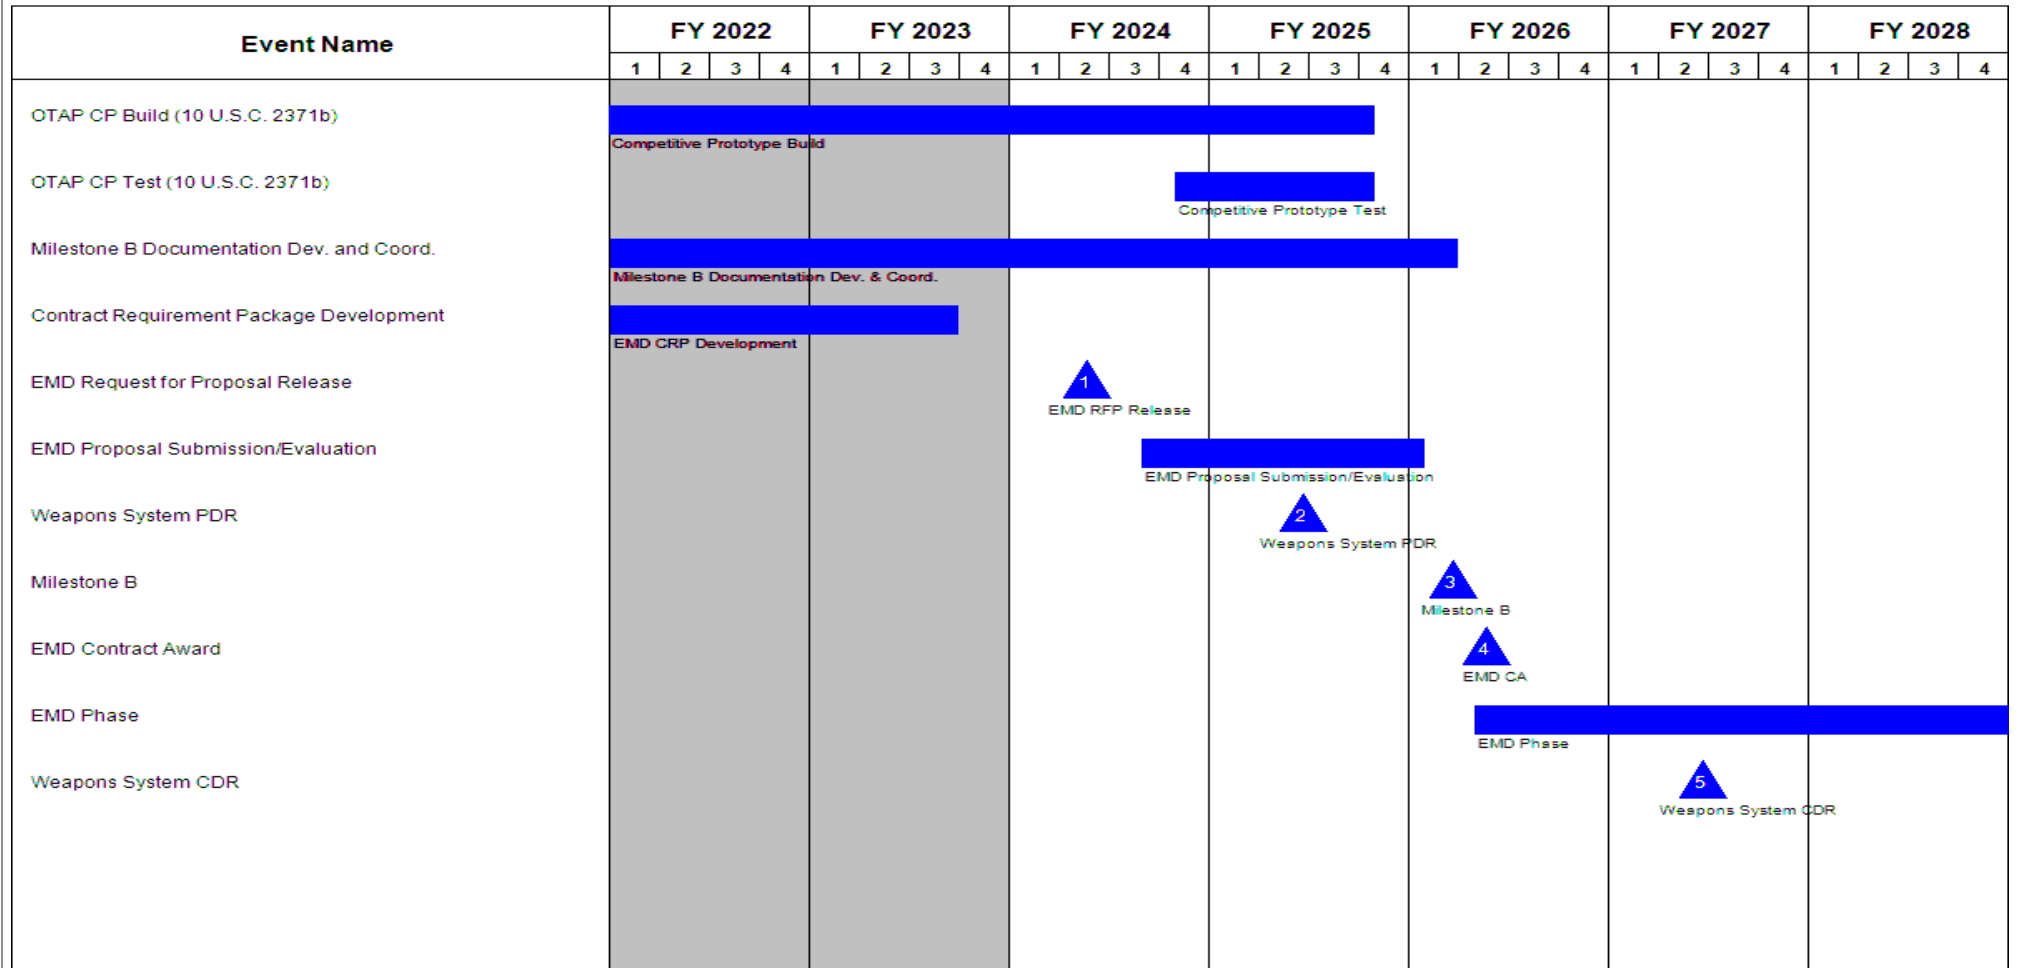 Event Name
FY 2022 FY 2023 FY 2024 FY 2025 FY 2026 FY 2027 FY 2028
1 2 3 4 1 2 3 4 1 2 3 4 1 2 3 4 1 2 3 4 1 2 3 4 1 2 3 4
OTAP CP Build (10 U.S.C. 2371b)
Competitive Prototype Build
OTAP CP Test (10 U.S.C. 2371b)
Competitive Prototype Test
Milestone B Documentation Dev. and Coord.
Milestone B Documentation Dev. & Coord.
Contract Requirement Package Development
EMD CRP Development
EMD Request for Proposal Release
1
EMD RFP Release
EMD Proposal Submission/Evaluation
EMD Proposal Submission/Evaluation
Weapons System PDR
2
Weapons System PDR
Milestone B
3
Milestone B
EMD Contract Award
4
EMD CA
EMD Phase
EMD Phase
Weapons System CDR
5
Weapons System CDR